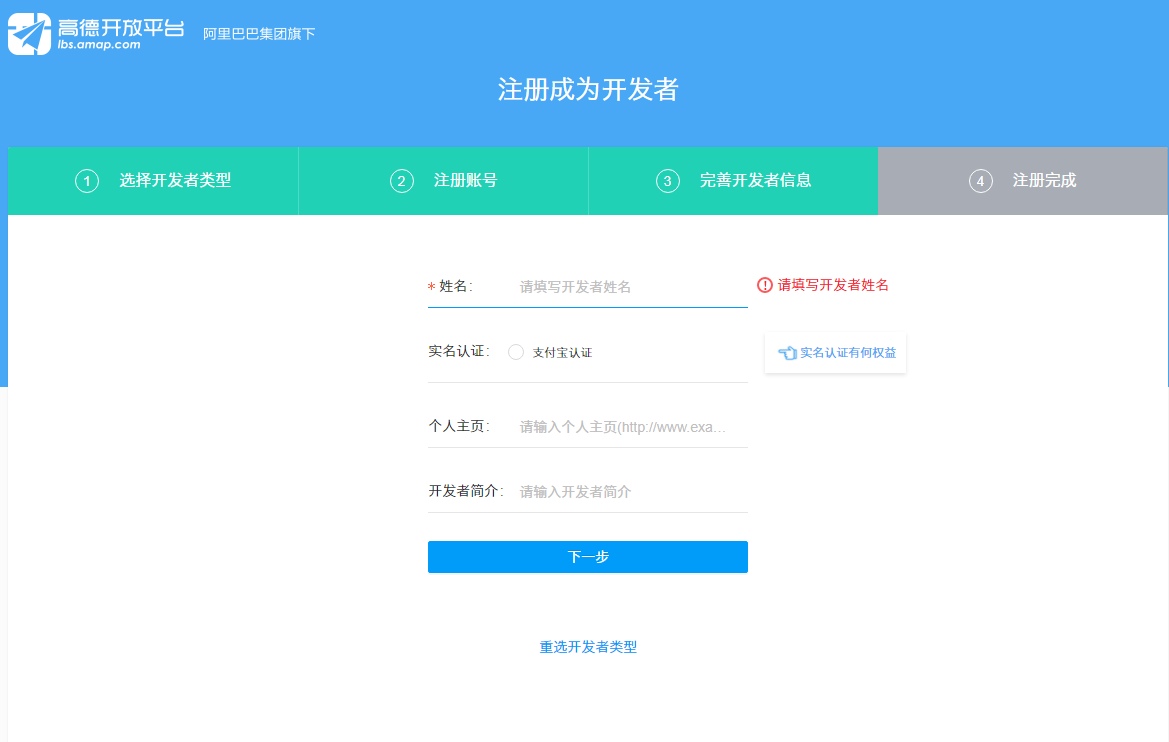 高德开放平台
lbs.amap.com
阿里巴巴集团旗下
注册成为开发者
1 选择开发者类型
2 注册账号
3 完善开发者信息
4 注册完成
* 姓名: 请填写开发者姓名 ! 请填写开发者姓名
实名认证: 支付宝认证 实名认证有何权益
个人主页: 请输入个人主页(http://www.exa...
开发者简介: 请输入开发者简介
下一步
重选开发者类型